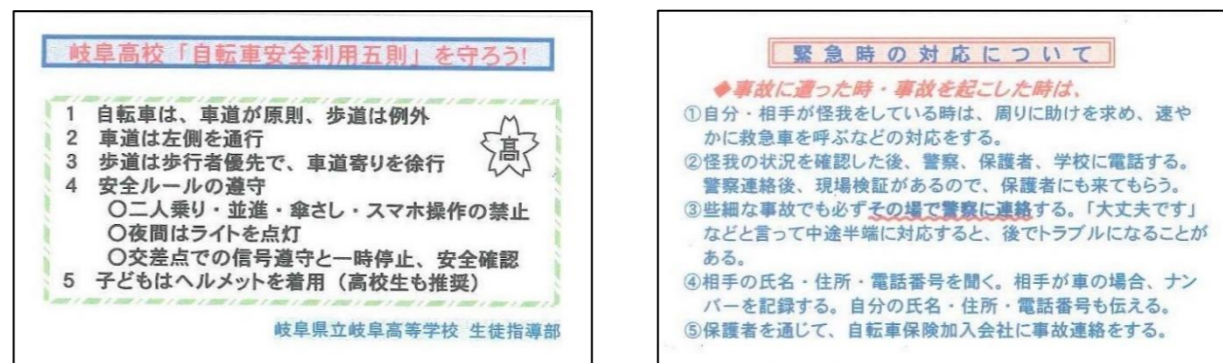 岐阜高校「自転車安全利用五則」を守ろう!
1 自転車は、車道が原則、歩道は例外
2 車道は左側を通行
3 歩道は歩行者優先で、車道寄りを徐行
4 安全ルールの遵守
〇二人乗り・並進・傘さし・スマホ操作の禁止
〇夜間はライトを点灯
〇交差点での信号遵守と一時停止、安全確認
5 子どもはヘルメットを着用(高校生も推奨)
髙
岐阜県立岐阜高等学校 生徒指導部
緊急時の対応について
◆事故に遭った時・事故を起こした時は、
①自分・相手が怪我をしている時は、周りに助けを求め、速や
かに救急車を呼ぶなどの対応をする。
②怪我の状況を確認した後、警察、保護者、学校に電話する。
警察連絡後、現場検証があるので、保護者にも来てもらう。
③些細な事故でも必ずその場で警察に連絡する。「大丈夫です」
などと言って中途半端に対応すると、後でトラブルになることが
ある。
④相手の氏名・住所・電話番号を聞く。相手が車の場合、ナン
バーを記録する。自分の氏名・住所・電話番号も伝える。
⑤保護者を通じて、自転車保険加入会社に事故連絡をする。